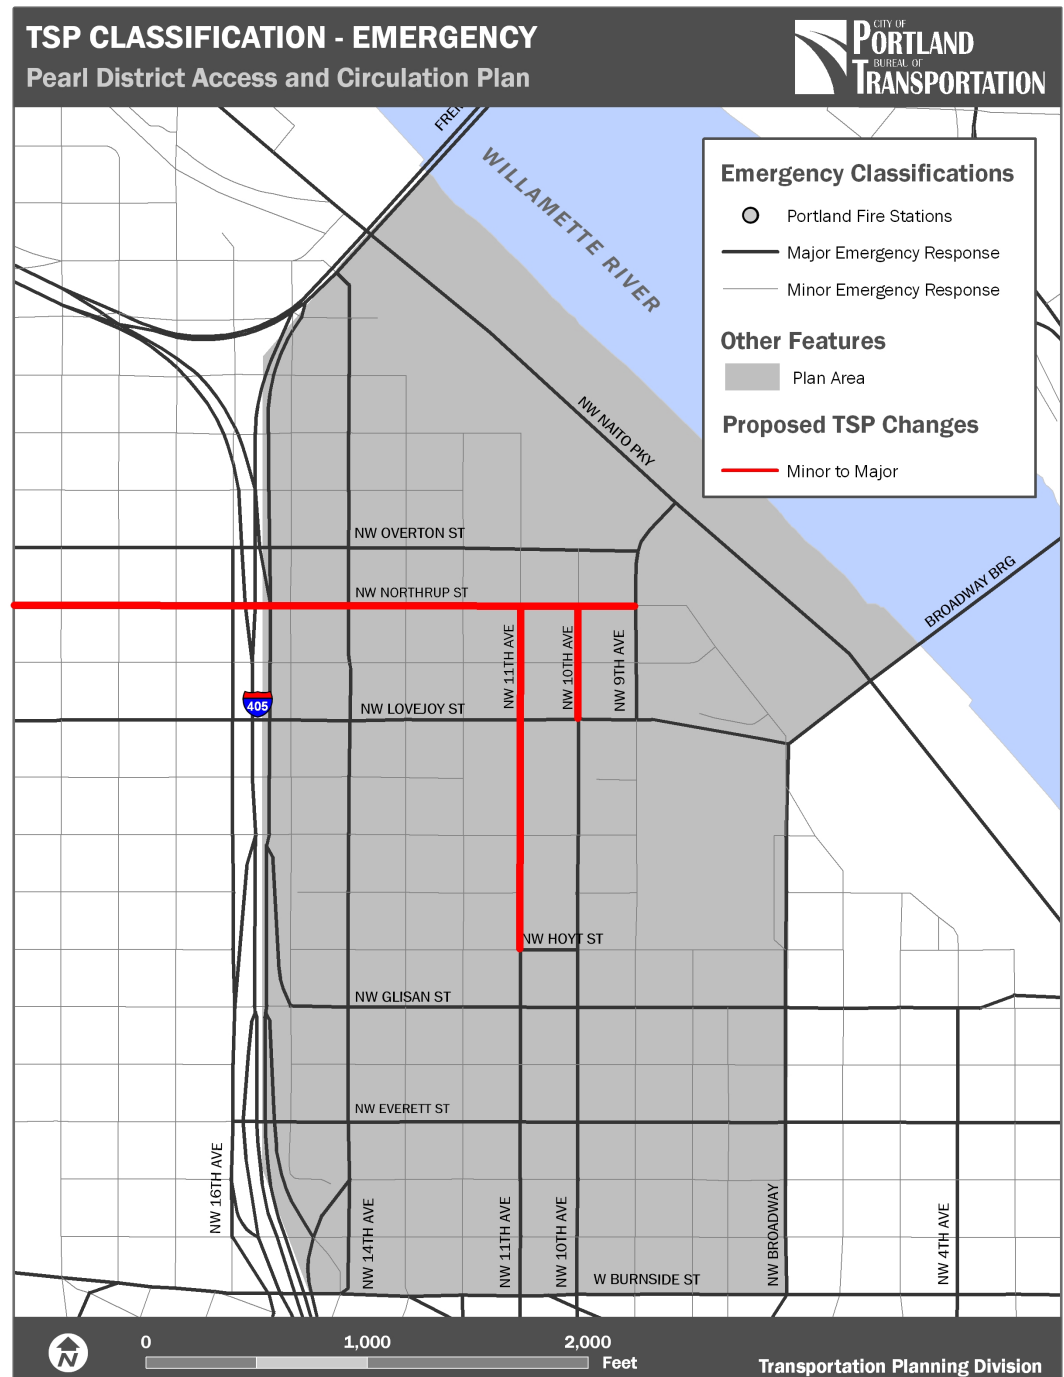 TSP CLASSIFICATION - EMERGENCY
Pearl District Access and Circulation Plan
CITY OF
PORTLAND
BUREAU OF
TRANSPORTATION
WILLAMETTE RIVER
Emergency Classifications
Portland Fire Stations
Major Emergency Response
Minor Emergency Response
Other Features
Plan Area
Proposed TSP Changes
Minor to Major
NW NAITO PKY
NW OVERTON ST
BROADWAY BRG
NW NORTHRUP ST
NW 11TH AVE
NW 10TH AVE
NW 9TH AVE
405
NW LOVEJOY ST
NW HOYT ST
NW GLISAN ST
NW EVERETT ST
NW 16TH AVE
NW 14TH AVE
NW 11TH AVE
NW 10TH AVE
NW BROADWAY
NW 4TH AVE
W BURNSIDE ST
N
0 1,000 2,000
Feet
Transportation Planning Division